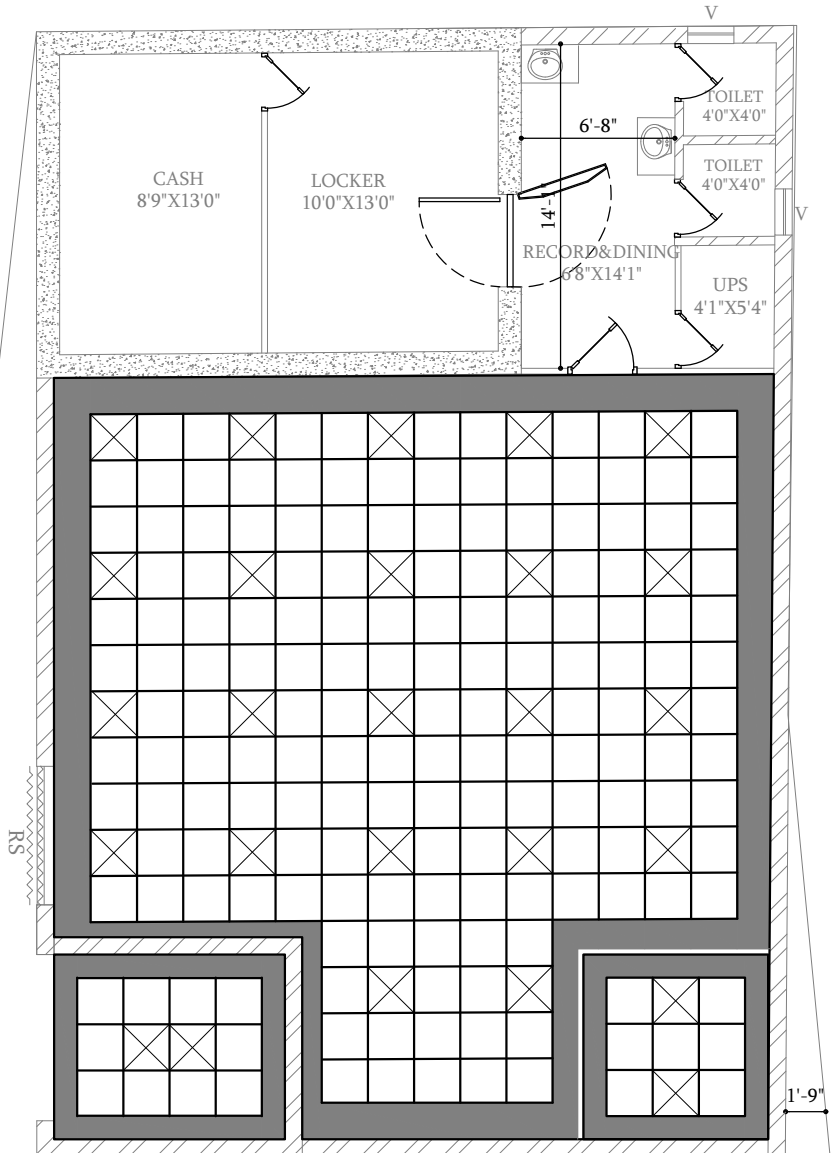 V
TOILET
4'0"X4'0"
6'-8"
TOILET
4'0"X4'0"
CASH
8'9"X13'0"
LOCKER
10'0"X13'0"
V
14'-
RECORD&DINING
6'8"X14'1"
UPS
4'1"X5'4"
RS
1'-9"